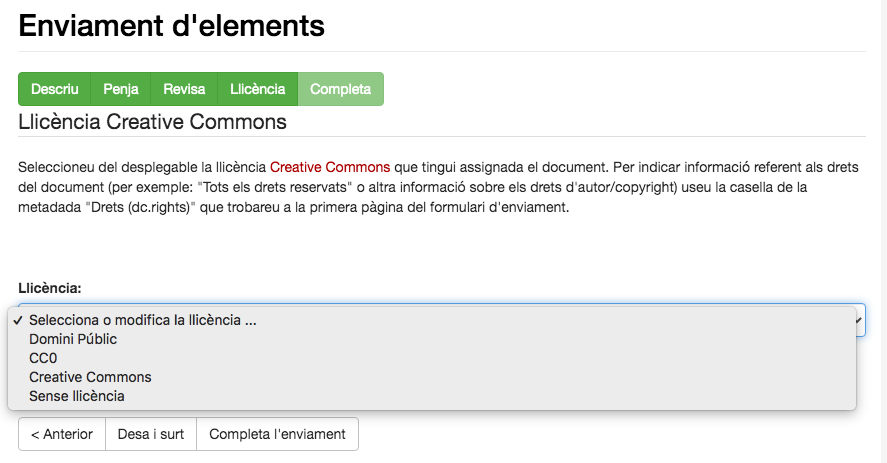 Enviament d'elements
Descriu Penja Revisa Llicència Completa
Llicència Creative Commons
Seleccioneu del desplegable la llicència Creative Commons que tingui assignada el document. Per indicar informació referent als drets
del document (per exemple: "Tots els drets reservats" o altra informació sobre els drets d'autor/copyright) useu la casella de la
metadada "Drets (dc.rights)" que trobareu a la primera pàgina del formulari d'enviament.
Llicència:
✓ Selecciona o modifica la llicència ...
Domini Públic
CC0
Creative Commons
Sense llicència
< Anterior Desa i surt Completa l'enviament